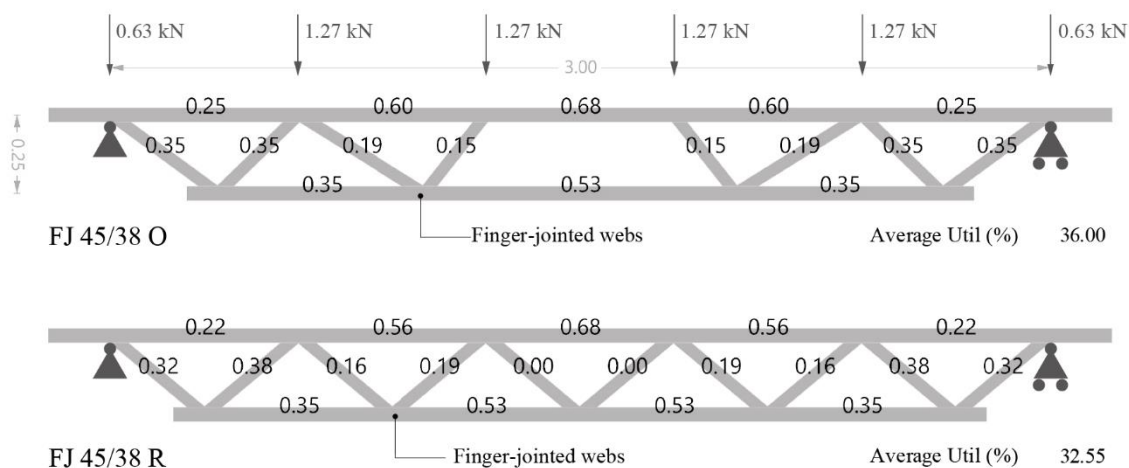 0.63 kN 1.27 kN 1.27 kN 1.27 kN 1.27 kN 0.63 kN
3.00
0.25 0.60 0.68 0.60 0.25
0.25
0.35 0.35 0.19 0.15 0.15 0.19 0.35 0.35
0.35 0.53 0.35
FJ 45/38 O Finger-jointed webs Average Util (%) 36.00
0.22 0.56 0.68 0.56 0.22
0.32 0.38 0.16 0.19 0.00 0.00 0.19 0.16 0.38 0.32
0.35 0.53 0.53 0.35
FJ 45/38 R Finger-jointed webs Average Util (%) 32.55